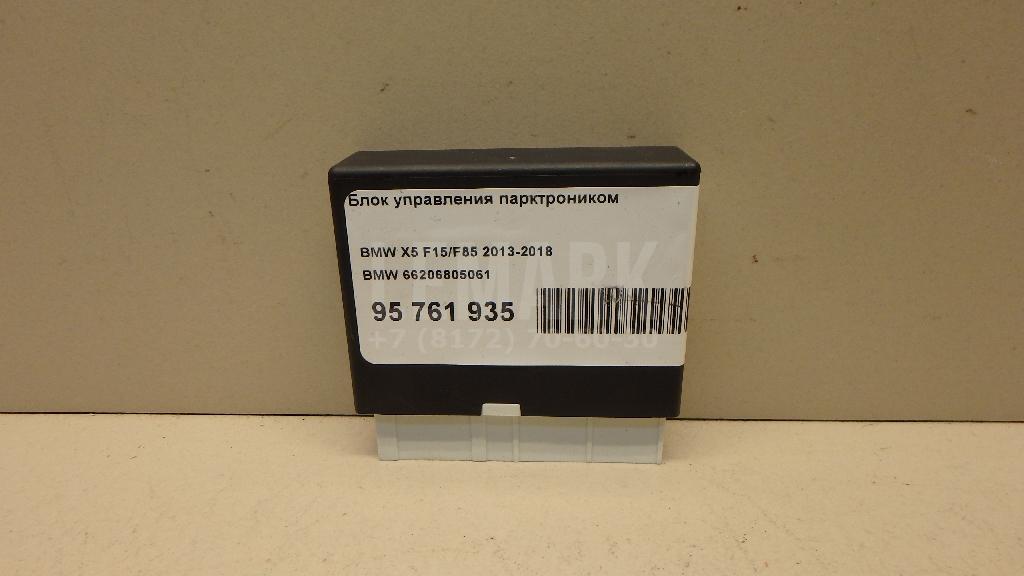 Блок управления парктроником
BMW X5 F15/F85 2013-2018
BMW 66206805061
LEMARK
95 761 935
+7 (8172) 70-60-30